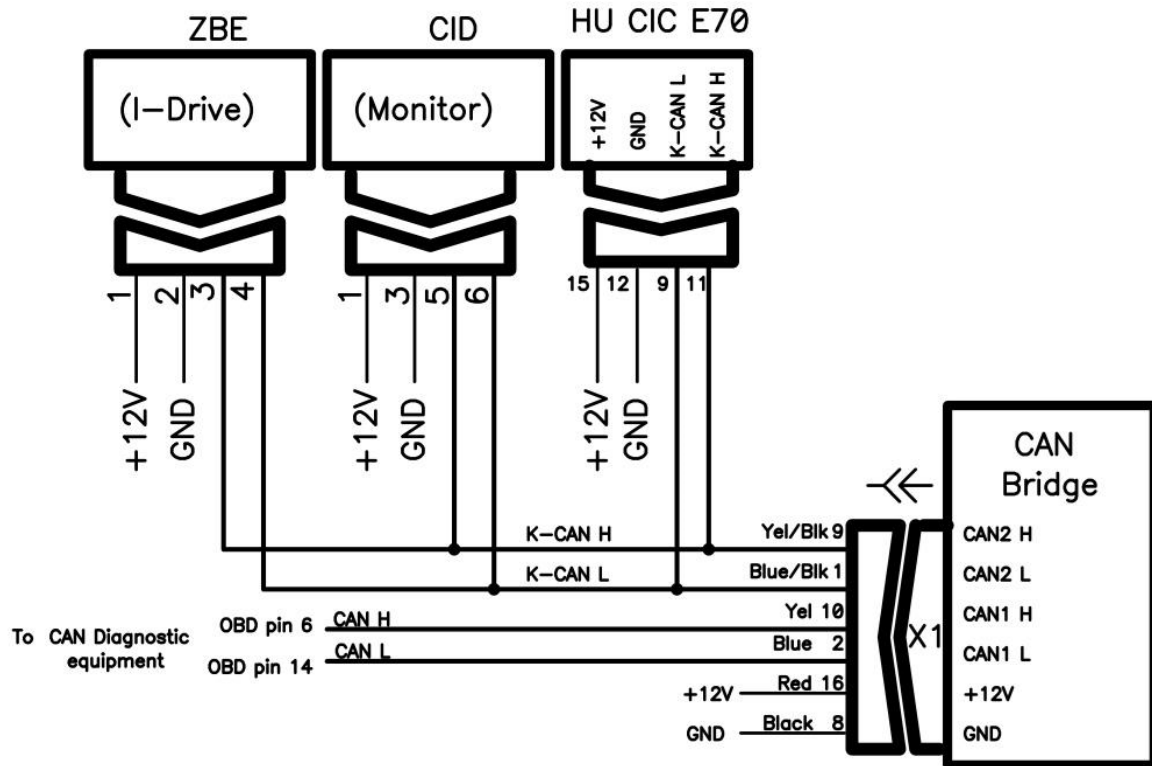 ZBE
CID
HU CIC E70
(I-Drive)
(Monitor)
+12V
GND
K-CAN L
K-CAN H
1
2
3
4
1
3
5
6
15
12
9
11
+12V
GND
+12V
GND
+12V
GND
CAN
Bridge
K-CAN H
Yel/Blk 9
CAN2 H
K-CAN L
Blue/Blk 1
CAN2 L
To CAN Diagnostic
equipment
OBD pin 6
CAN H
Yel 10
CAN1 H
OBD pin 14
CAN L
Blue 2
X1
CAN1 L
+12V
Red 16
+12V
GND
Black 8
GND